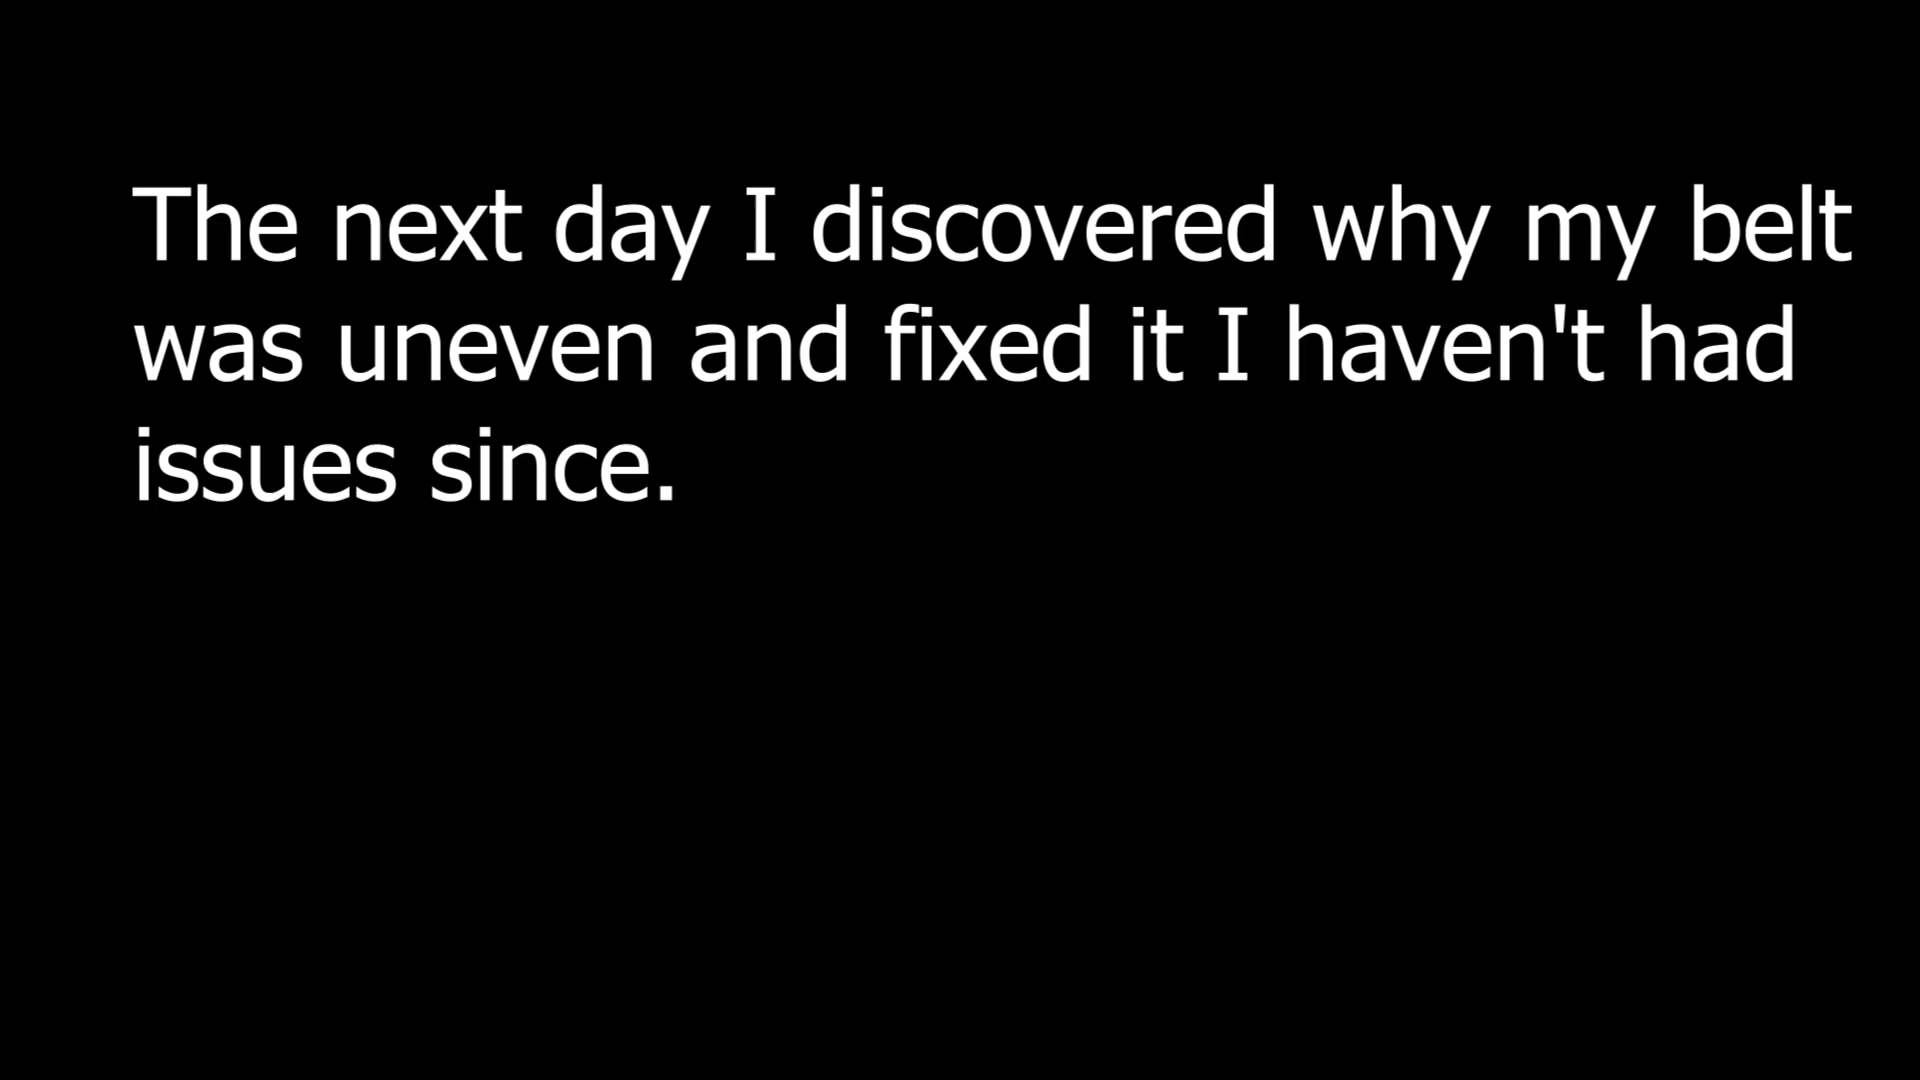 The next day I discovered why my belt
was uneven and fixed it I haven't had
issues since.